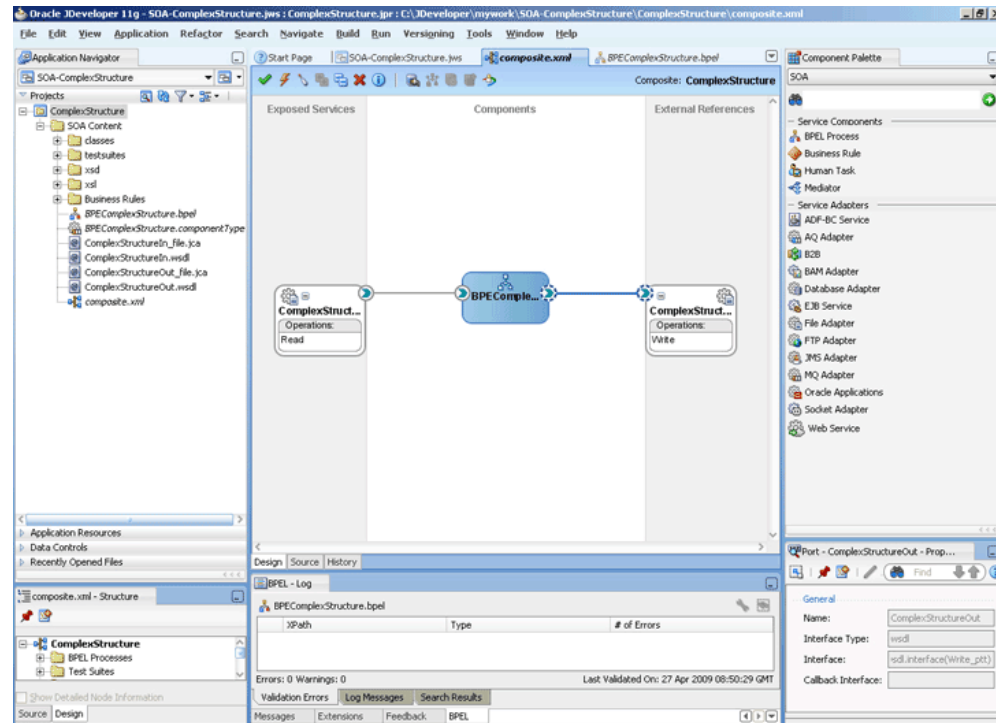 Oracle JDeveloper 11g - SOA-ComplexStructure.jws : ComplexStructure.jpr : C:\JDeveloper\mywork\SOA-ComplexStructure\ComplexStructure\composite.xml
File Edit View Application Refactor Search Navigate Build Run Versioning Tools Window Help
Application Navigator
SOA-ComplexStructure
Projects
ComplexStructure
SOA Content
classes
testsuites
xsd
xsl
Business Rules
BPEComplexStructure.bpel
BPEComplexStructure.componentType
ComplexStructureIn_file.jca
ComplexStructureIn.wsdl
ComplexStructureOut_file.jca
ComplexStructureOut.wsdl
composite.xml
Application Resources
Data Controls
Recently Opened Files
composite.xml - Structure
ComplexStructure
BPEL Processes
Test Suites
Show Detailed Node Information
Source Design
Start Page SOA-ComplexStructure.jws composite.xml BPEComplexStructure.bpel
Composite: ComplexStructure
Exposed Services Components External References
ComplexStruct...
Operations:
Read
BPEComple...
ComplexStruct...
Operations:
Write
Design Source History
BPEL - Log
BPEComplexStructure.bpel
XPath Type # of Errors
Errors: 0 Warnings: 0 Last Validated On: 27 Apr 2009 08:50:29 GMT
Validation Errors Log Messages Search Results
Messages Extensions Feedback BPEL
Component Palette
SOA
Service Components
BPEL Process
Business Rule
Human Task
Mediator
Service Adapters
ADF-BC Service
AQ Adapter
B2B
BAM Adapter
Database Adapter
EJB Service
File Adapter
FTP Adapter
JMS Adapter
MQ Adapter
Oracle Applications
Socket Adapter
Web Service
Port - ComplexStructureOut - Prop...
Find
General
Name: ComplexStructureOut
Interface Type: wsdl
Interface: sdl.interface(Write_ptt)
Callback Interface: